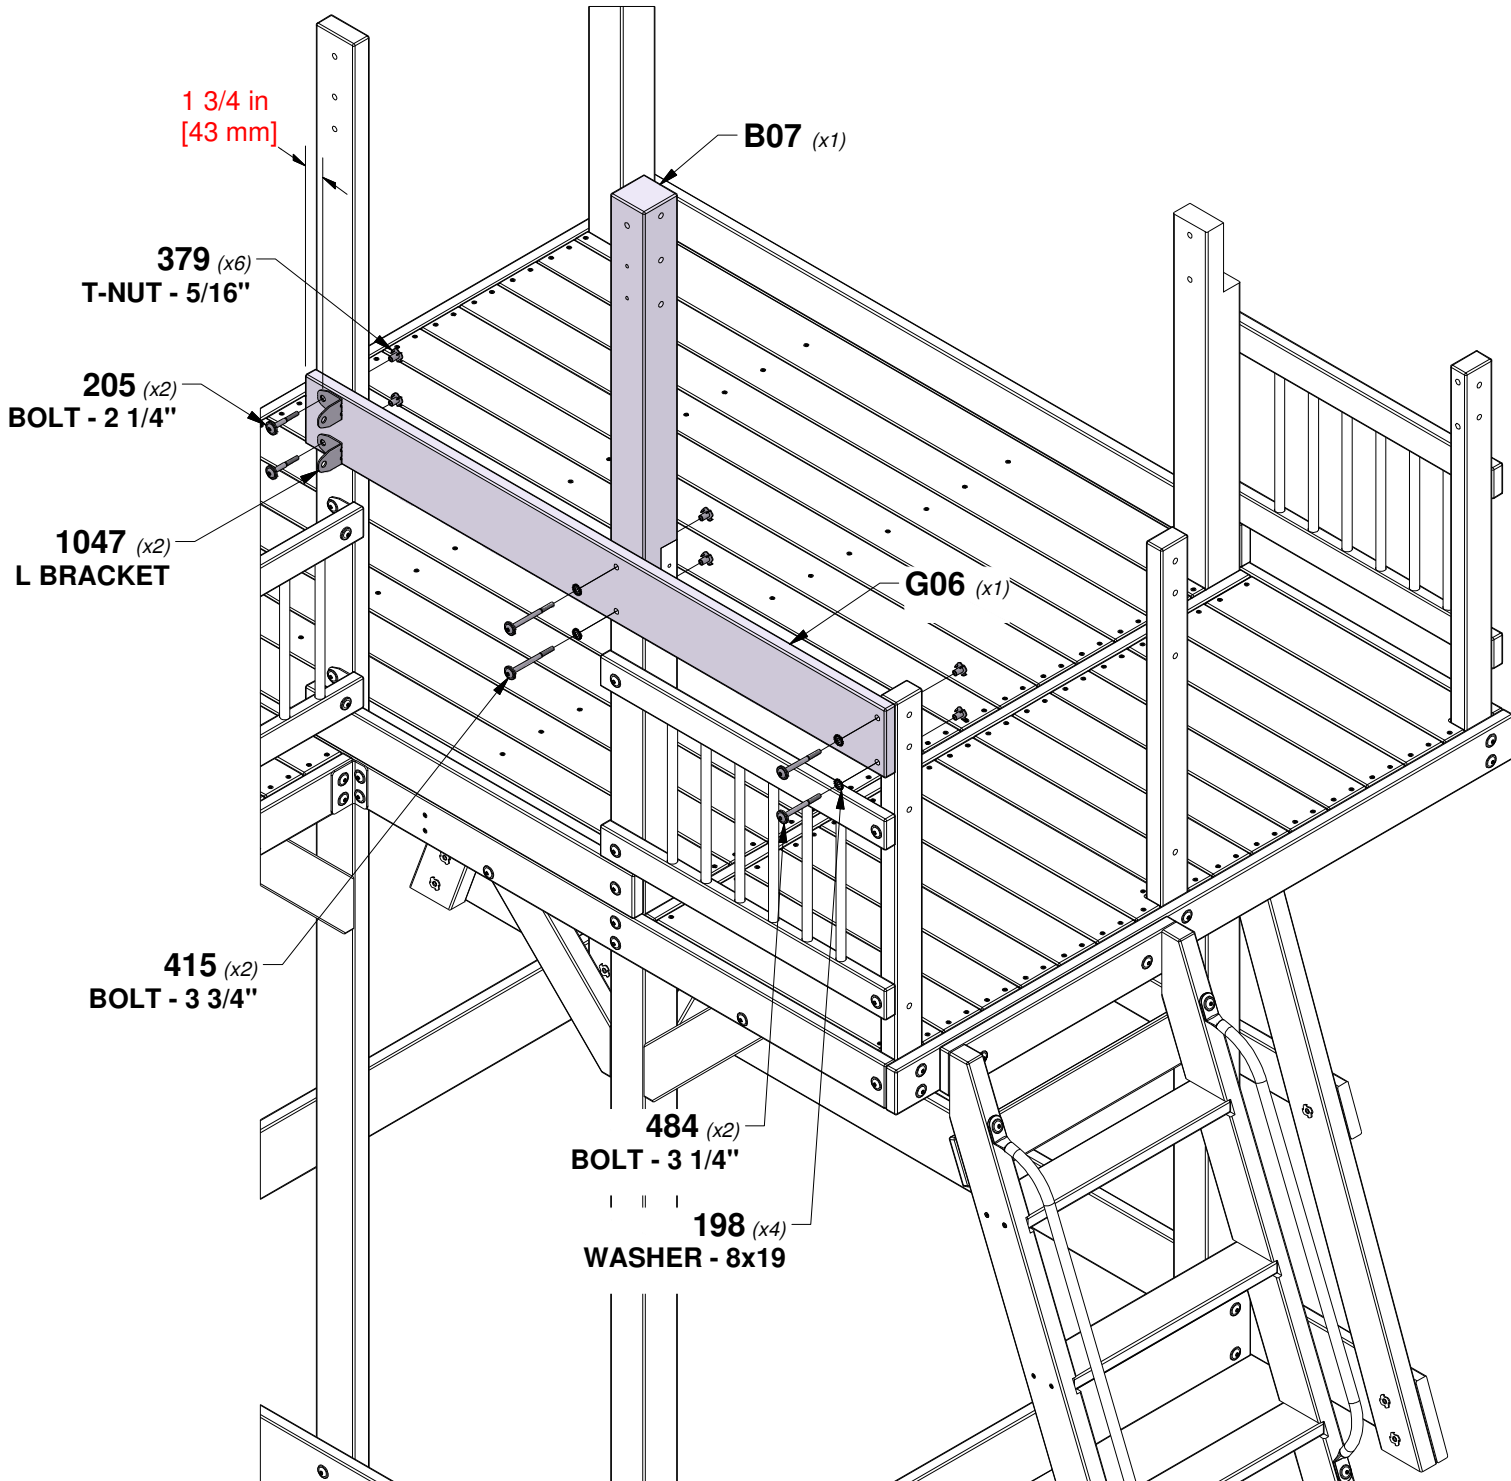 1 3/4 in
[43 mm]
B07 (x1)
379 (x6)
T-NUT - 5/16"
205 (x2)
BOLT - 2 1/4"
1047 (x2)
L BRACKET
G06 (x1)
415 (x2)
BOLT - 3 3/4"
484 (x2)
BOLT - 3 1/4"
198 (x4)
WASHER - 8x19